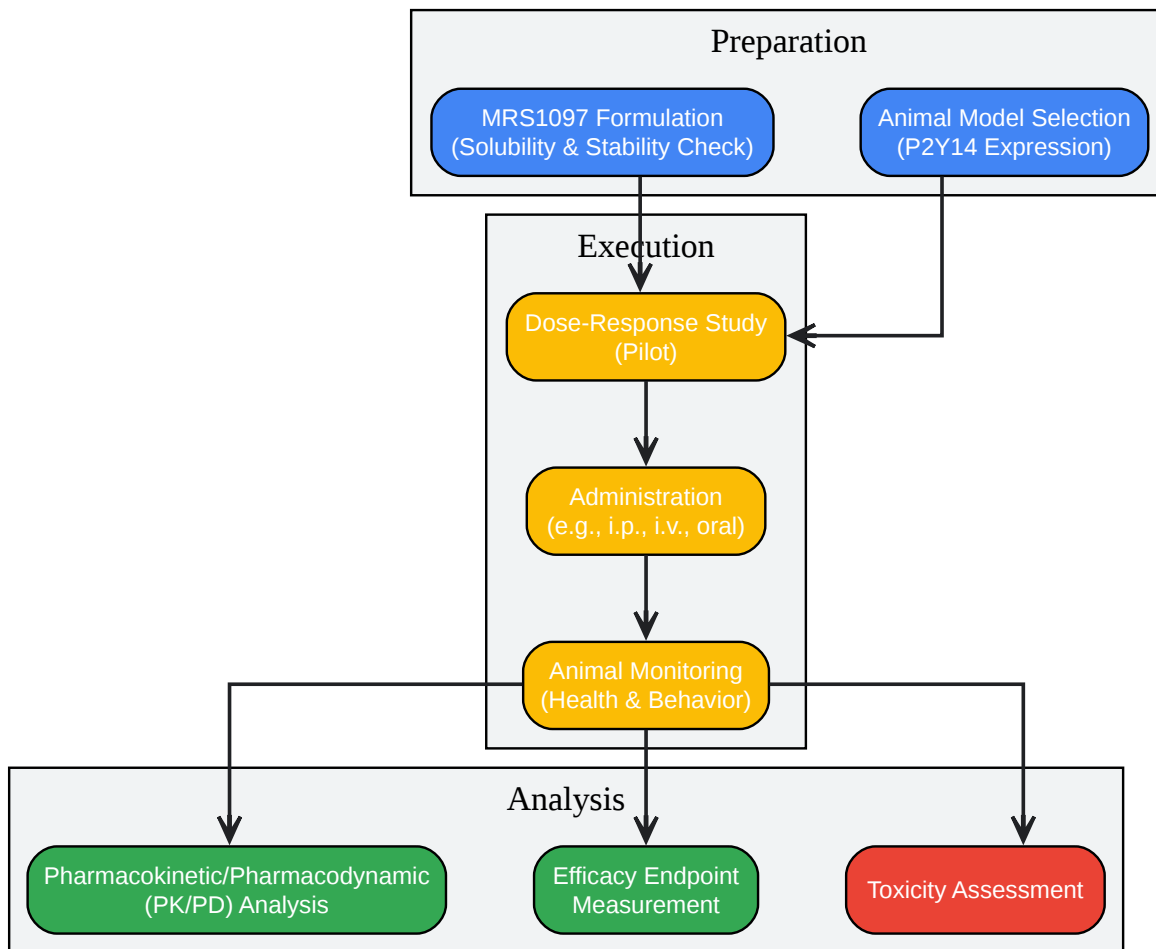 Preparation
MRS1097 Formulation
(Solubility & Stability Check)
Animal Model Selection
(P2Y14 Expression)
Execution
Dose-Response Study
(Pilot)
Administration
(e.g., i.p., i.v., oral)
Animal Monitoring
(Health & Behavior)
Analysis
Pharmacokinetic/Pharmacodynamic
(PK/PD) Analysis
Efficacy Endpoint
Measurement
Toxicity Assessment